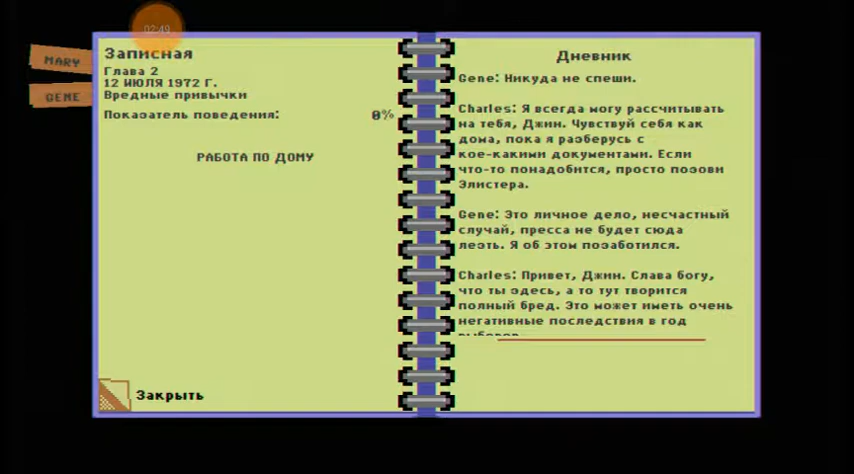 02:49
MARY
GENE
Записная
Глава 2
12 ИЮЛЯ 1972 Г.
Вредные привычки
Показатель поведения: 0%
РАБОТА ПО ДОМУ
Закрыть
Дневник
Gene: Никуда не спеши.
Charles: Я всегда могу рассчитывать
на тебя, Джин. Чувствуй себя как
дома, пока я разберусь с
кое-какими документами. Если
что-то понадобится, просто позови
Элистера.
Gene: Это личное дело, несчастный
случай, пресса не будет сюда
лезть. Я об этом позаботился.
Charles: Привет, Джин. Слава богу,
что ты здесь, а то тут творится
полный бред. Это может иметь очень
негативные последствия в год